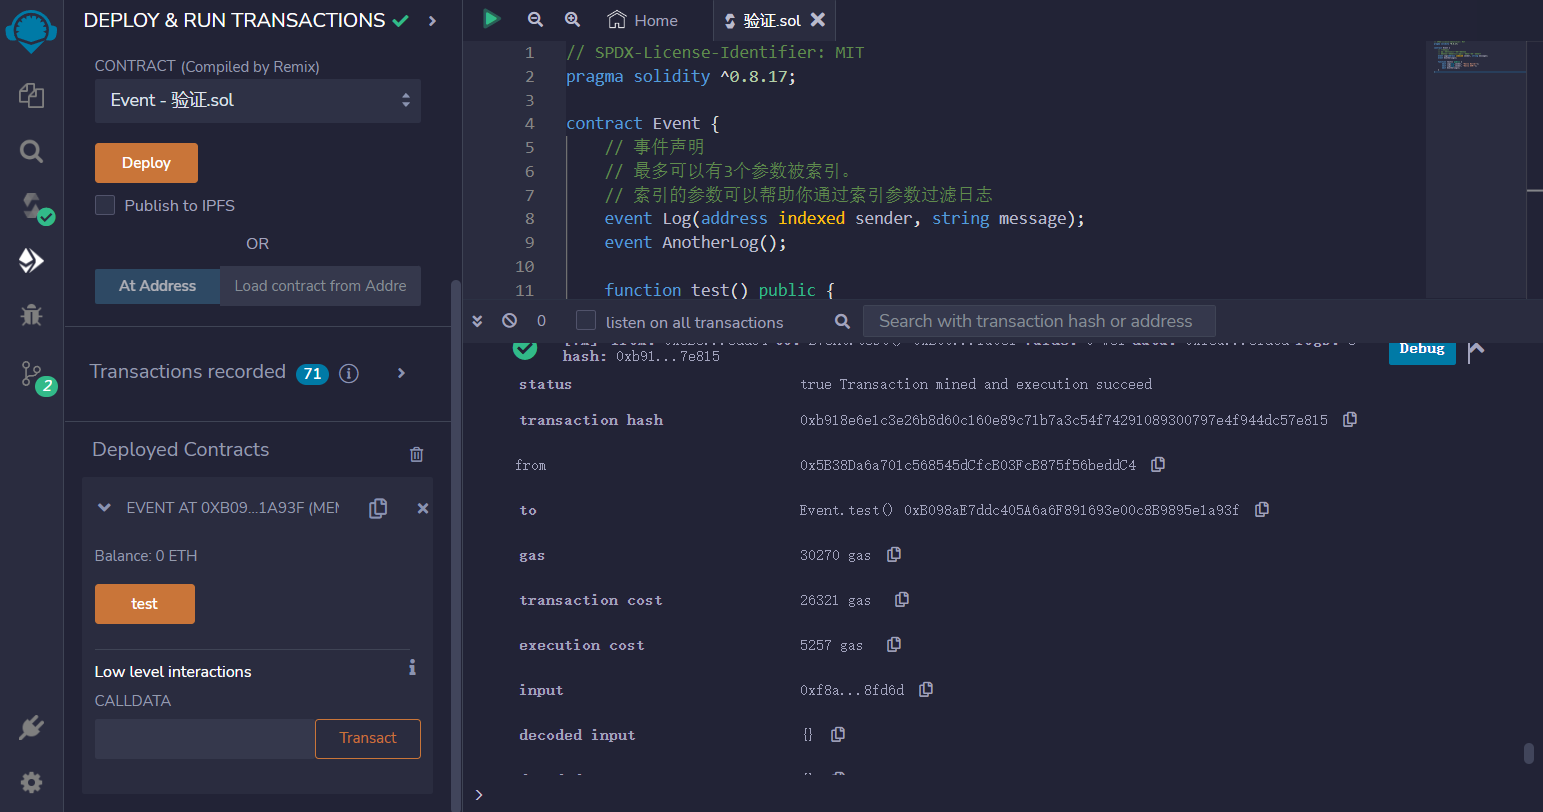 DEPLOY & RUN TRANSACTIONS
CONTRACT (Compiled by Remix)
Event - 验证.sol
Deploy
Publish to IPFS
OR
At Address
Load contract from Addre
Transactions recorded 71
2
Deployed Contracts
EVENT AT 0XB09...1A93F (MEM
Balance: 0 ETH
test
Low level interactions
CALLDATA
Transact
Home
验证.sol
1 // SPDX-License-Identifier: MIT
2 pragma solidity ^0.8.17;
3
4 contract Event {
5 // 事件声明
6 // 最多可以有3个参数被索引。
7 // 索引的参数可以帮助你通过索引参数过滤日志
8 event Log(address indexed sender, string message);
9 event AnotherLog();
10
11 function test() public {
0
listen on all transactions
Search with transaction hash or address
hash: 0xb91...7e815
Debug
status true Transaction mined and execution succeed
transaction hash 0xb918e6e1c3e26b8d60c160e89c71b7a3c54f74291089300797e4f944dc57e815
from 0x5B38Da6a701c568545dCfcB03FcB875f56beddC4
to Event.test() 0xB098aE7ddc405A6a6F891693e00c8B9895e1a93f
gas 30270 gas
transaction cost 26321 gas
execution cost 5257 gas
input 0xf8a...8fd6d
decoded input {}
>